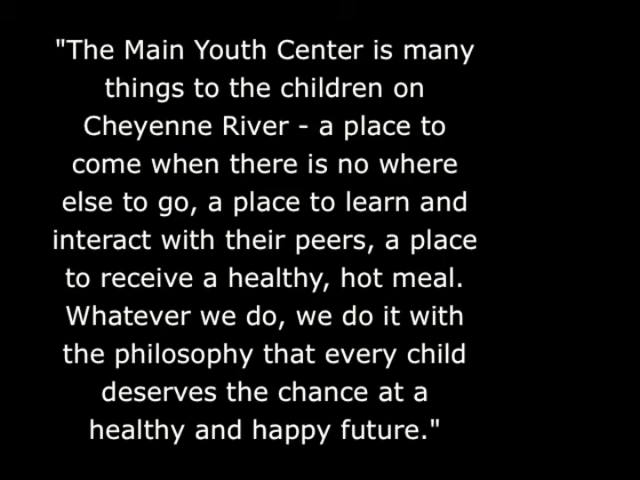 "The Main Youth Center is many
things to the children on
Cheyenne River - a place to
come when there is no where
else to go, a place to learn and
interact with their peers, a place
to receive a healthy, hot meal.
Whatever we do, we do it with
the philosophy that every child
deserves the chance at a
healthy and happy future."